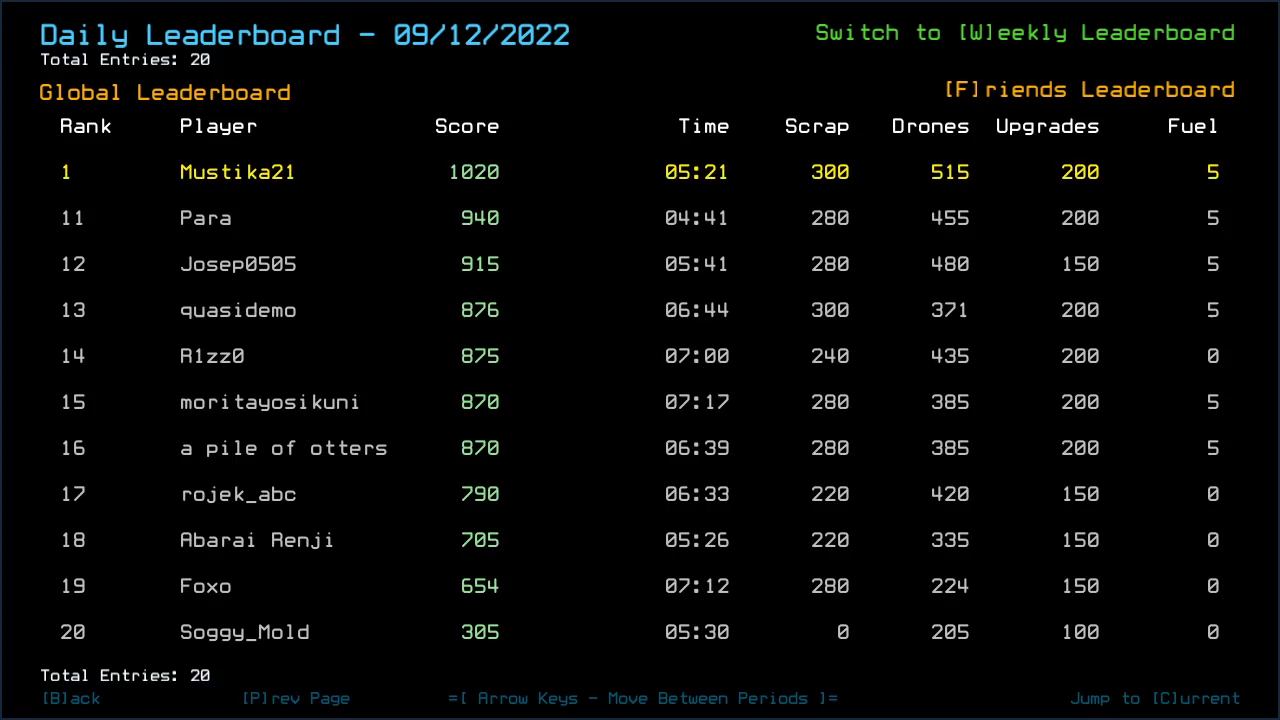 Daily Leaderboard - 09/12/2022 Switch to [W]eekly Leaderboard
Total Entries: 20
Global Leaderboard [F]riends Leaderboard
Rank Player Score Time Scrap Drones Upgrades Fuel
1 Mustika21 1020 05:21 300 515 200 5
11 Para 940 04:41 280 455 200 5
12 Josep0505 915 05:41 280 480 150 5
13 quasidemo 876 06:44 300 371 200 5
14 R1zz0 875 07:00 240 435 200 0
15 moritayosikuni 870 07:17 280 385 200 5
16 a pile of otters 870 06:39 280 385 200 5
17 rojek_abc 790 06:33 220 420 150 0
18 Abarai Renji 705 05:26 220 335 150 0
19 Foxo 654 07:12 280 224 150 0
20 Soggy_Mold 305 05:30 0 205 100 0
Total Entries: 20
[B]ack [P]rev Page =[ Arrow Keys - Move Between Periods ]= Jump to [C]urrent